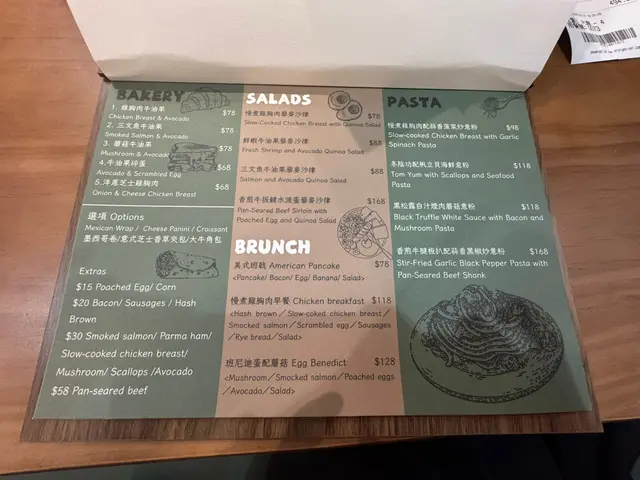 BAKERY
1. 雞胸肉牛油果
Chicken Breast & Avocado
$78
2. 三文魚牛油果
Smoked Salmon & Avocado
$78
3. 蘑菇牛油果
Mushroom & Avocado
$78
4. 牛油果碎蛋
Avocado & Scrambled Egg
$68
5. 洋蔥芝士雞胸肉
Onion & Cheese Chicken Breast
$68
選項 Options
Mexican Wrap / Cheese Panini / Croissant
墨西哥卷/意式芝士香草夾包/大牛角包
Extras
$15 Poached Egg/ Corn
$20 Bacon/ Sausages / Hash
Brown
$30 Smoked salmon/ Parma ham/
Slow-cooked chicken breast/
Mushroom/ Scallops /Avocado
$58 Pan-seared beef
SALADS
慢煮雞胸肉藜麥沙律
$78
Slow-Cooked Chicken Breast with Quinoa Salad
鮮蝦牛油果藜麥沙律
$88
Fresh Shrimp and Avocado Quinoa Salad
三文魚牛油果藜麥沙律
$88
Salmon and Avocado Quinoa Salad
香煎牛扳腱水波蛋藜麥沙律
$168
Pan-Seared Beef Sirloin with
Poached Egg and Quinoa Salad
BRUNCH
美式班戟 American Pancake
$78
<Pancake/ Bacon/ Egg/ Banana/ Salad>
慢煮雞胸肉早餐 Chicken breakfast
$118
<Hash brown / Slow-coked chicken breast /
Smocked salmon / Scrambled egg / Sausages
/Rye bread/Salad>
班尼迪蛋配蘑菇 Egg Benedict
$128
<Mushroom/Smocked salmon/Poached eggs
/Avocado/Salad>
PASTA
慢煮雞胸肉配蒜香菠菜炒意粉
$98
Slowcooked Chicken Breast with Garlic
Spinach Pasta
冬陰功配帆立貝海鮮意粉
$118
Tom Yum with Scallops and Seafood
Pasta
黑松露白汁煙肉蘑菇意粉
$118
Black Truffle White Sauce with Bacon and
Mushroom Pasta
香煎牛腱板扒配蒜香黑椒炒意粉
$168
Stir-Fried Garlic Black Pepper Pasta with
Pan-Seared Beef Shank